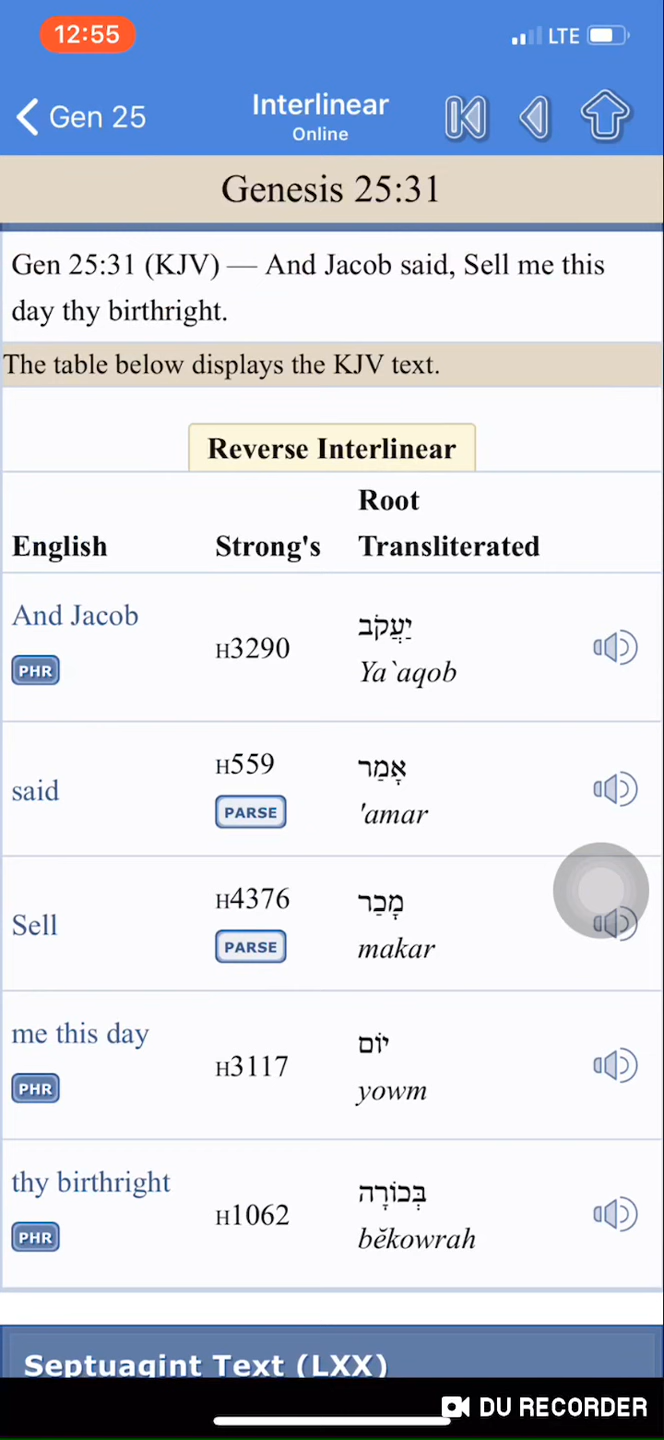 12:55
LTE
Gen 25
Interlinear
Online
Genesis 25:31
Gen 25:31 (KJV) — And Jacob said, Sell me this
day thy birthright.
The table below displays the KJV text.
Reverse Interlinear
English Strong's Root Transliterated
And Jacob
PHR
H3290
יַעֲקֹב
Ya`aqob
said
H559
PARSE
אָמַר
'amar
Sell
H4376
PARSE
מָכַר
makar
me this day
PHR
H3117
יוֹם
yowm
thy birthright
PHR
H1062
בְּכוֹרָה
bĕkowrah
Septuagint Text (LXX)
DU RECORDER